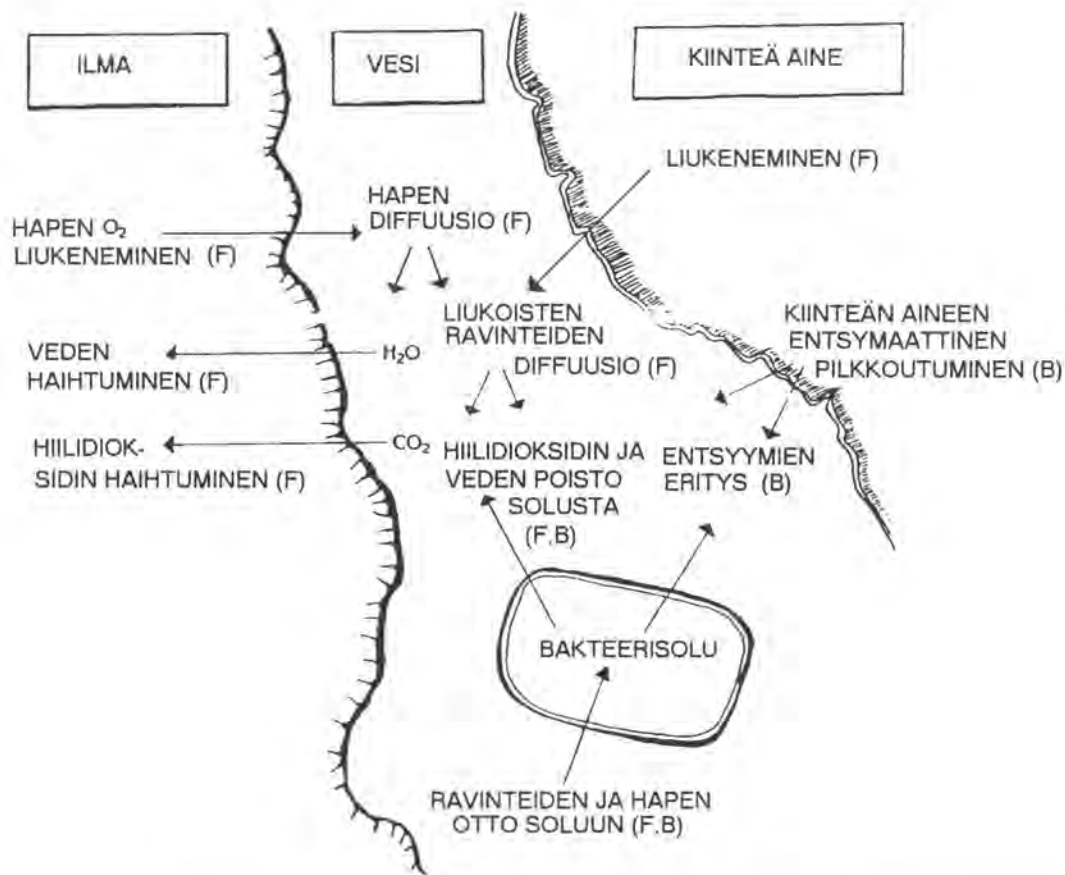 ILMA
VESI
KIINTEÄ AINE
LIUKENEMINEN (F)
HAPEN
DIFFUUSIO (F)
HAPEN O₂
LIUKENEMINEN (F)
LIUKOISTEN
RAVINTEIDEN
DIFFUUSIO (F)
KIINTEÄN AINEEN
ENTSYMAATTINEN
PILKKOUTUMINEN (B)
VEDEN
HAIHTUMINEN (F)
H₂O
HIILIDIOK-
SIDIN HAIHTUMINEN (F)
CO₂
HIILIDIOKSIDIN JA
VEDEN POISTO
SOLUSTA
(F,B)
ENTSYYMIEN
ERITYS (B)
BAKTEERISOLU
RAVINTEIDEN JA HAPEN
OTTO SOLUUN (F,B)